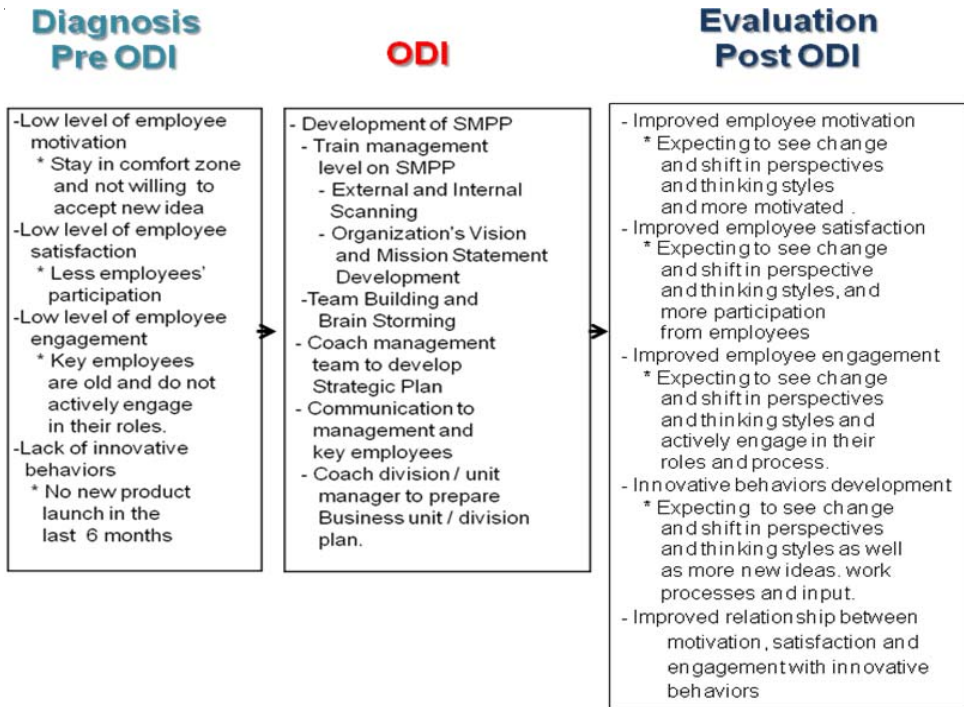 Diagnosis
Pre ODI
-Low level of employee
motivation
* Stay in comfort zone
and not willing to
accept new idea
-Low level of employee
satisfaction
* Less employees'
participation
-Low level of employee
engagement
* Key employees
are old and do not
actively engage
in their roles.
-Lack of innovative
behaviors
* No new product
launch in the
last 6 months
ODI
- Development of SMPP
- Train management
level on SMPP
- External and Internal
Scanning
- Organization's Vision
and Mission Statement
Development
-Team Building and
Brain Storming
- Coach management
team to develop
Strategic Plan
- Communication to
management and
key employees
- Coach division / unit
manager to prepare
Business unit / division
plan.
Evaluation
Post ODI
- Improved employee motivation
* Expecting to see change
and shift in perspectives
and thinking styles
and more motivated .
- Improved employee satisfaction
* Expecting to see change
and shift in perspective
and thinking styles, and
more participation
from employees
- Improved employee engagement
* Expecting to see change
and shift in perspectives
and thinking styles and
actively engage in their
roles and process.
- Innovative behaviors development
* Expecting to see change
and shift in perspectives
and thinking styles as well
as more new ideas. work
processes and input.
- Improved relationship between
motivation, satisfaction and
engagement with innovative
behaviors